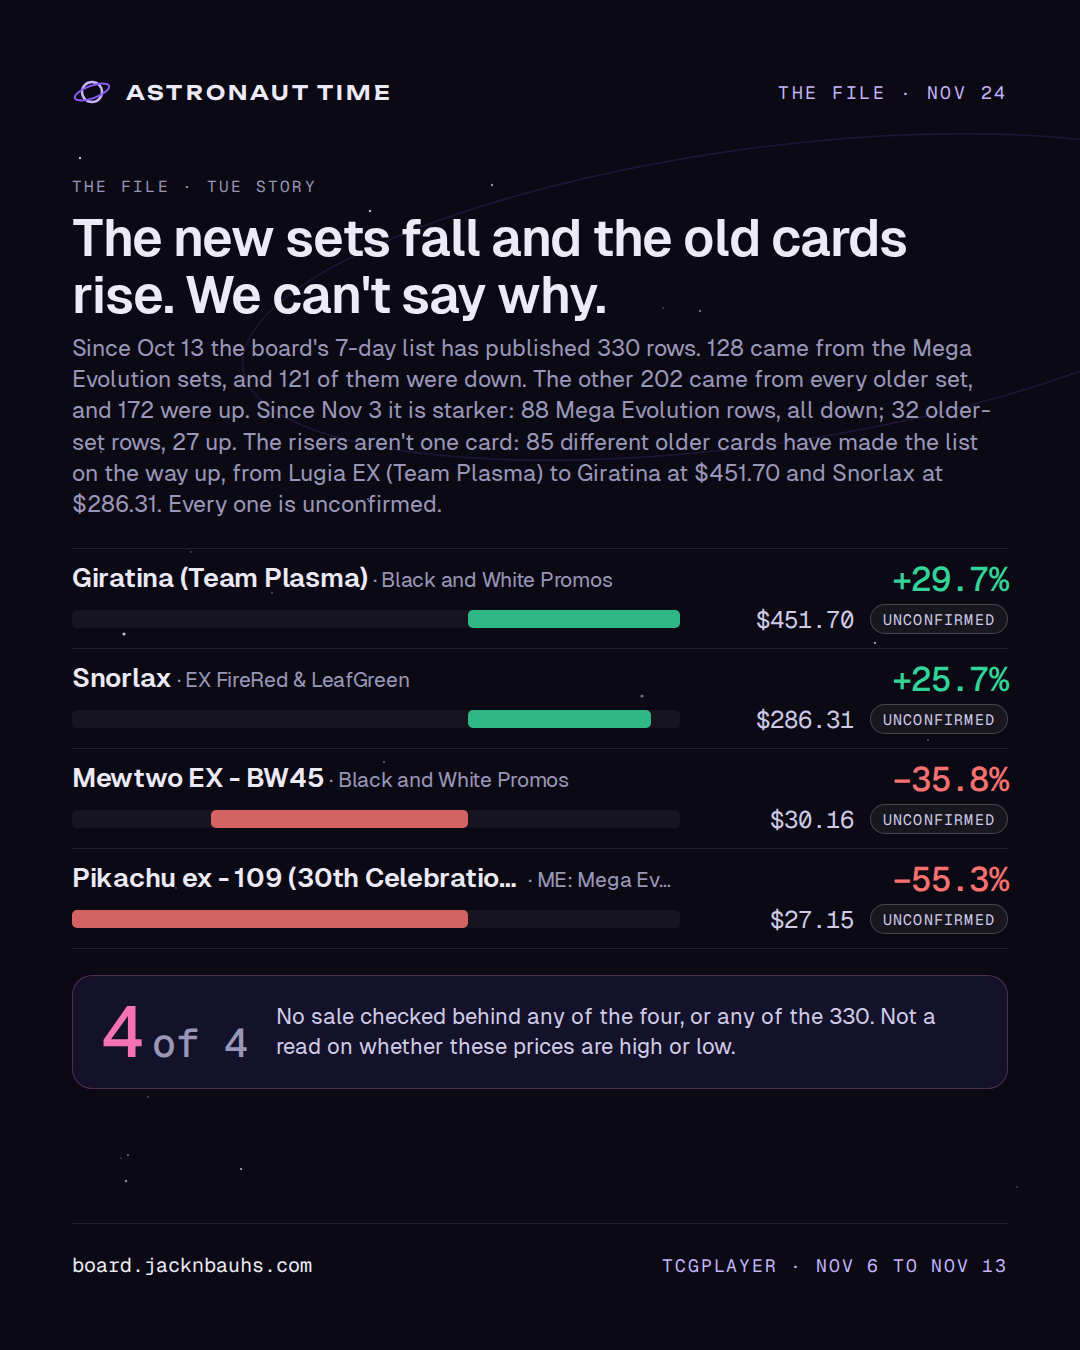 ASTRONAUT TIME
THE FILE · NOV 24
THE FILE · TUE STORY
The new sets fall and the old cards
rise. We can't say why.
Since Oct 13 the board's 7-day list has published 330 rows. 128 came from the Mega
Evolution sets, and 121 of them were down. The other 202 came from every older set,
and 172 were up. Since Nov 3 it is starker: 88 Mega Evolution rows, all down; 32 older-
set rows, 27 up. The risers aren't one card: 85 different older cards have made the list
on the way up, from Lugia EX (Team Plasma) to Giratina at $451.70 and Snorlax at
$286.31. Every one is unconfirmed.
Giratina (Team Plasma) · Black and White Promos
+29.7%
$451.70 UNCONFIRMED
Snorlax · EX FireRed & LeafGreen
+25.7%
$286.31 UNCONFIRMED
Mewtwo EX - BW45 · Black and White Promos
−35.8%
$30.16 UNCONFIRMED
Pikachu ex - 109 (30th Celebratio... · ME: Mega Ev...
−55.3%
$27.15 UNCONFIRMED
4 of 4
No sale checked behind any of the four, or any of the 330. Not a
read on whether these prices are high or low.
board.jacknbauhs.com
TCGPLAYER · NOV 6 TO NOV 13